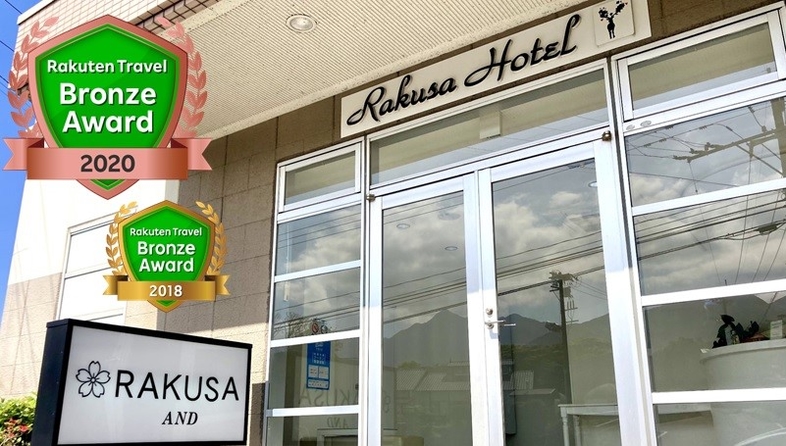 Rakuten Travel
Bronze
Award
2020
Rakuten Travel
Bronze
Award
2018
Rakusa Hotel
RAKUSA
AND